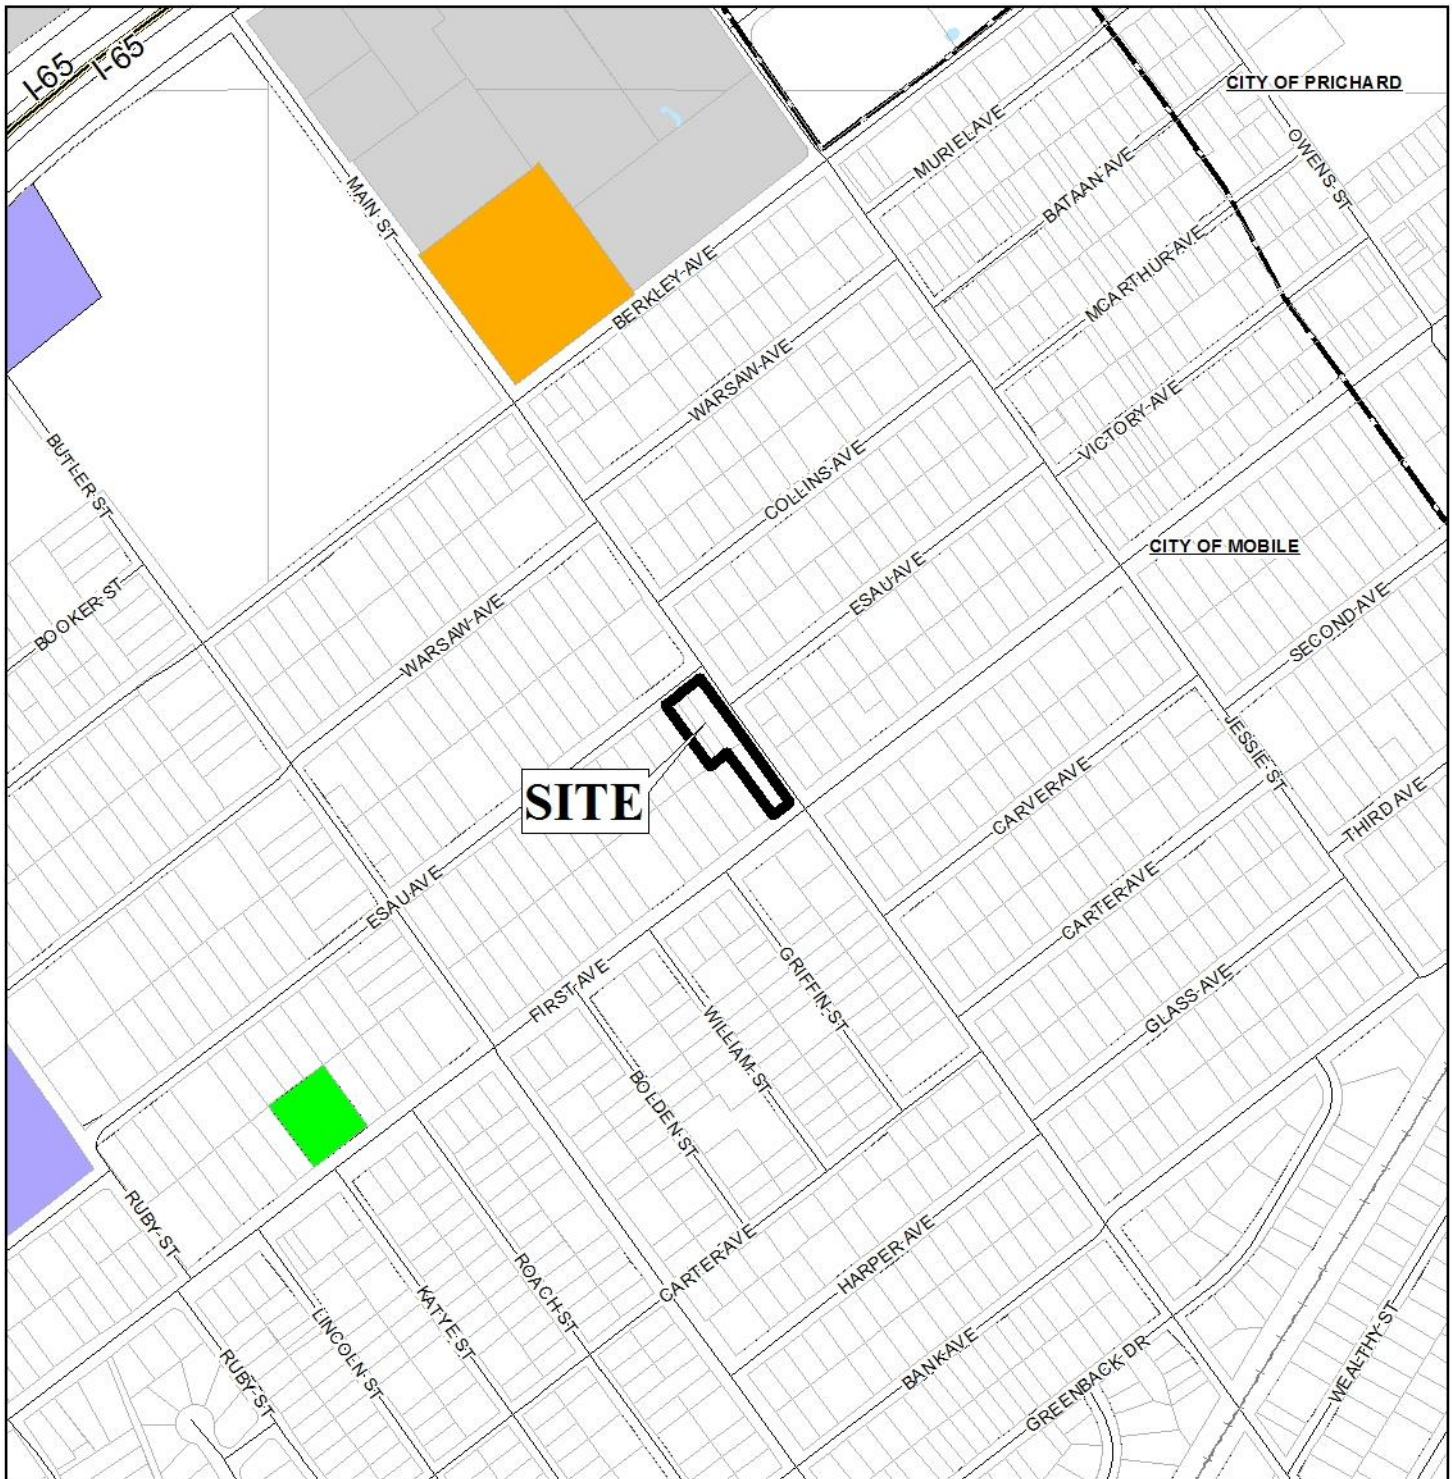 I-65
I-65
CITY OF PRICHARD
MURIEL AVE
OWENS ST
BATAAN AVE
MAIN ST
MCARTHUR AVE
BERKLEY AVE
WARSAW AVE
VICTORY AVE
BUTLER ST
COLLINS AVE
CITY OF MOBILE
ESAU AVE
BOOKER ST
WARSAW AVE
SECOND AVE
JESSIE ST
SITE
CARVER AVE
THIRD AVE
ESAU AVE
CARTER AVE
FIRST AVE
GRIFFIN ST
GLASS AVE
WILLIAM ST
BOLDEN ST
RUBY ST
CARTER AVE
HARPER AVE
ROACH ST
KATYE ST
LINCOLN ST
RUBY ST
BANK AVE
GREENBACK DR
WEALTHY ST